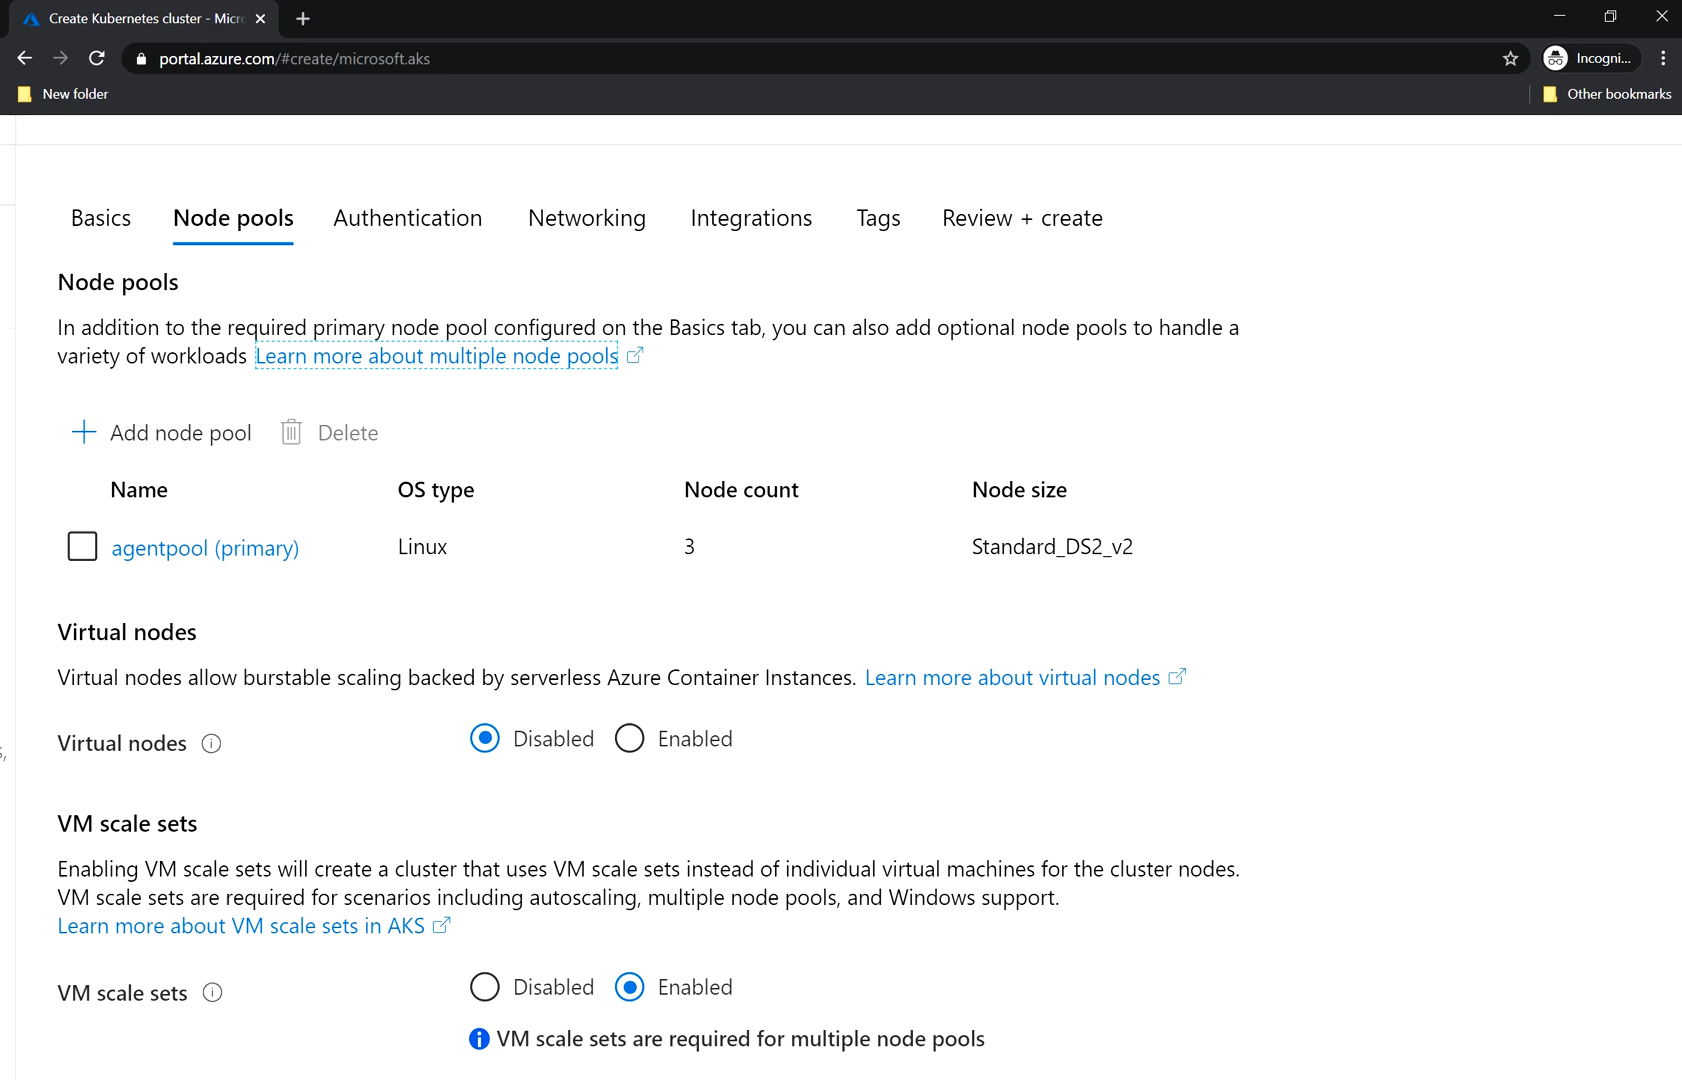 Create Kubernetes cluster - Micr
portal.azure.com/#create/microsoft.aks
Incogni...
New folder
Other bookmarks
Basics
Node pools
Authentication
Networking
Integrations
Tags
Review + create
Node pools
In addition to the required primary node pool configured on the Basics tab, you can also add optional node pools to handle a
variety of workloads Learn more about multiple node pools
Add node pool
Delete
Name
OS type
Node count
Node size
agentpool (primary)
Linux
3
Standard_DS2_v2
Virtual nodes
Virtual nodes allow burstable scaling backed by serverless Azure Container Instances. Learn more about virtual nodes
Virtual nodes
Disabled
Enabled
s,
VM scale sets
Enabling VM scale sets will create a cluster that uses VM scale sets instead of individual virtual machines for the cluster nodes.
VM scale sets are required for scenarios including autoscaling, multiple node pools, and Windows support.
Learn more about VM scale sets in AKS
VM scale sets
Disabled
Enabled
VM scale sets are required for multiple node pools